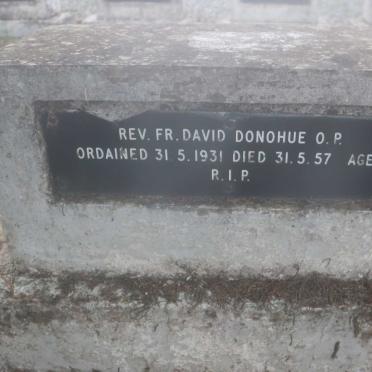 REV. FR. DAVID DONOHUE O.P.
ORDAINED 31.5.1931 DIED 31.5.57 AGE
R.I.P.